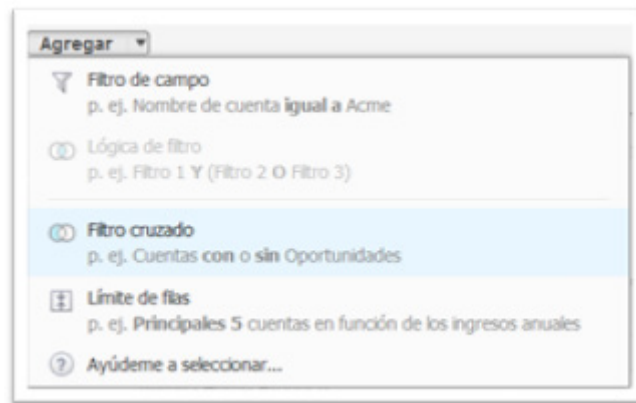 Agregar
Filtro de campo
p. ej. Nombre de cuenta igual a Acme
Lógica de filtro
p. ej. Filtro 1 Y (Filtro 2 O Filtro 3)
Filtro cruzado
p. ej. Cuentas con o sin Oportunidades
Límite de filas
p. ej. Principales 5 cuentas en función de los ingresos anuales
? Ayúdeme a seleccionar...